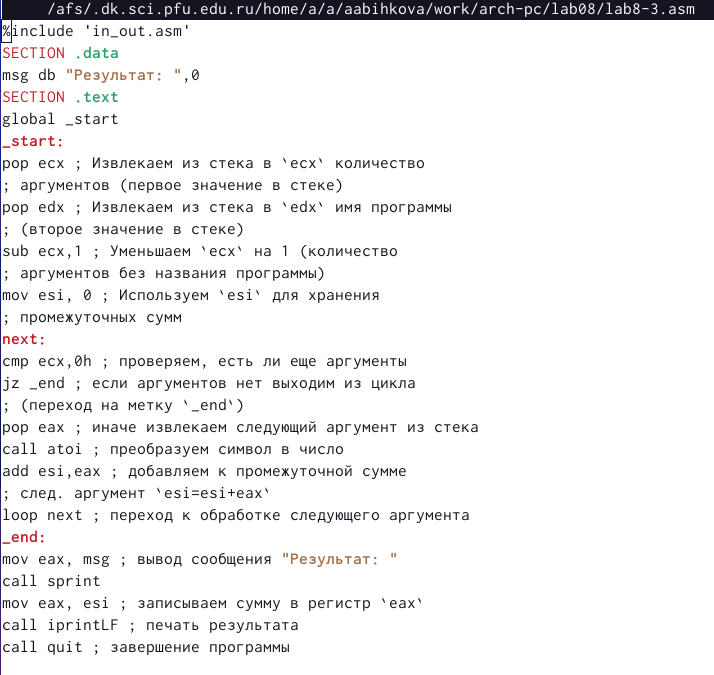 /afs/.dk.sci.pfu.edu.ru/home/a/a/aabihkova/work/arch-pc/lab08/lab8-3.asm
%include 'in_out.asm'
SECTION .data
msg db "Результат: ",0
SECTION .text
global _start
_start:
pop ecx ; Извлекаем из стека в `ecx` количество
; аргументов (первое значение в стеке)
pop edx ; Извлекаем из стека в `edx` имя программы
; (второе значение в стеке)
sub ecx,1 ; Уменьшаем `ecx` на 1 (количество
; аргументов без названия программы)
mov esi, 0 ; Используем `esi` для хранения
; промежуточных сумм
next:
cmp ecx,0h ; проверяем, есть ли еще аргументы
jz _end ; если аргументов нет выходим из цикла
; (переход на метку `_end`)
pop eax ; иначе извлекаем следующий аргумент из стека
call atoi ; преобразуем символ в число
add esi,eax ; добавляем к промежуточной сумме
; след. аргумент `esi=esi+eax`
loop next ; переход к обработке следующего аргумента
_end:
mov eax, msg ; вывод сообщения "Результат: "
call sprint
mov eax, esi ; записываем сумму в регистр `eax`
call iprintLF ; печать результата
call quit ; завершение программы